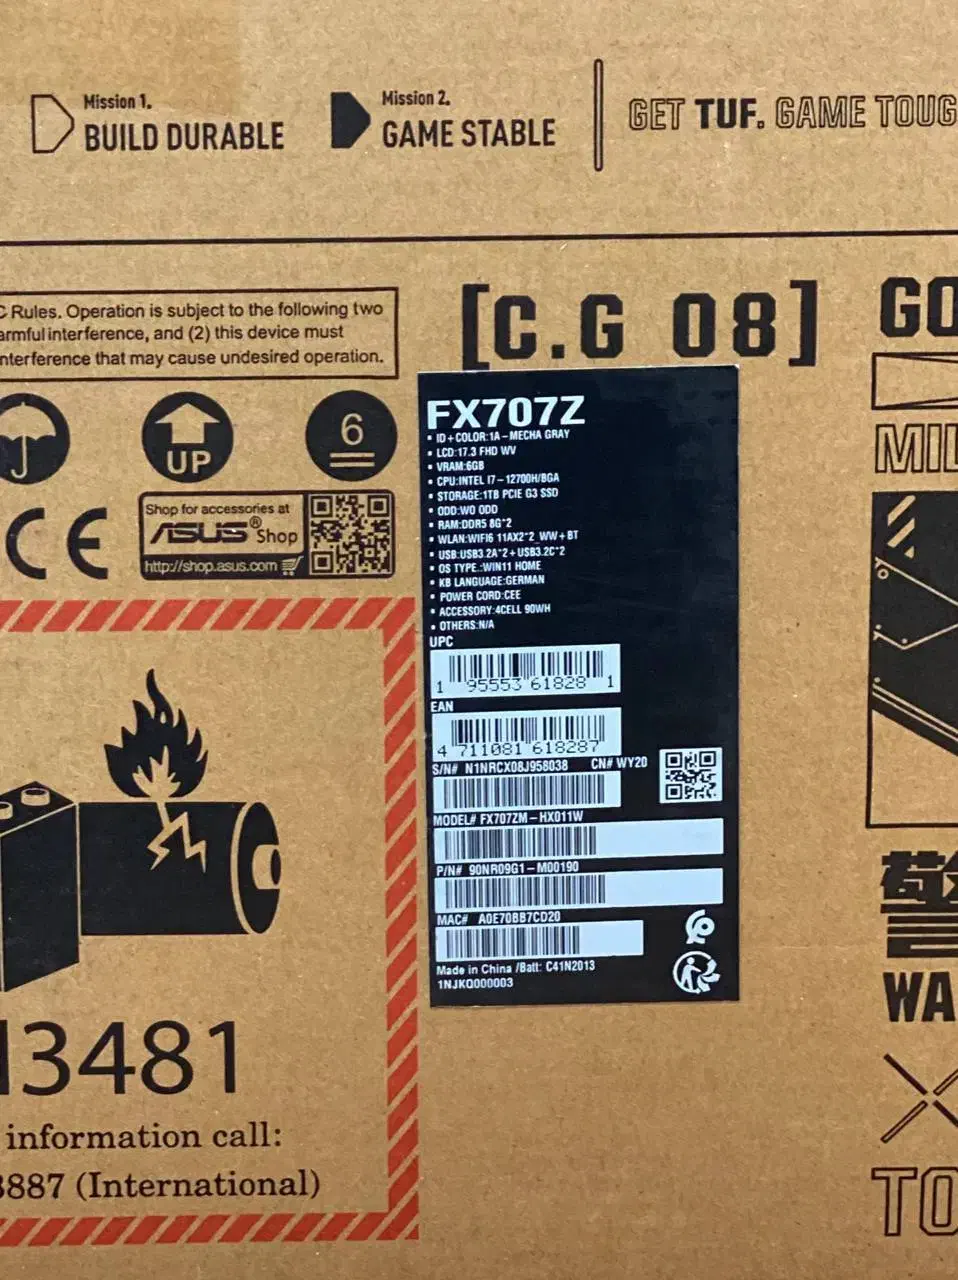 Mission 1.
BUILD DURABLE
Mission 2.
GAME STABLE
GET TUF. GAME TOUG
C Rules. Operation is subject to the following two
armful interference, and (2) this device must
nterference that may cause undesired operation.
[C.G 08]
GO
MIL
UP
6
CE
Shop for accessories at
ASUS® Shop
http://shop.asus.com
FX707Z
• ID+COLOR:1A-MECHA GRAY
• LCD:17.3 FHD WV
• VRAM:6GB
• CPU:INTEL I7-12700H/BGA
• STORAGE:1TB PCIE G3 SSD
• ODD:WO ODD
• RAM:DDR5 8G*2
• WLAN:WIFI6 11AX2*2_WW+BT
• USB:USB3.2A*2+USB3.2C*2
• OS TYPE.:WIN11 HOME
• KB LANGUAGE:GERMAN
• POWER CORD:CEE
• ACCESSORY:4CELL 90WH
• OTHERS:N/A
UPC
1 95553 61828 1
EAN
4 711081 618287
S/N# N1NRCX08J958038 CN# WY20
MODEL# FX707ZM-HX011W
P/N# 90NR09G1-M00190
MAC# A0E70BB7CD20
Made in China /Batt: C41N2013
1NJKQ000003
3481
information call:
887 (International)
警
WA
TO